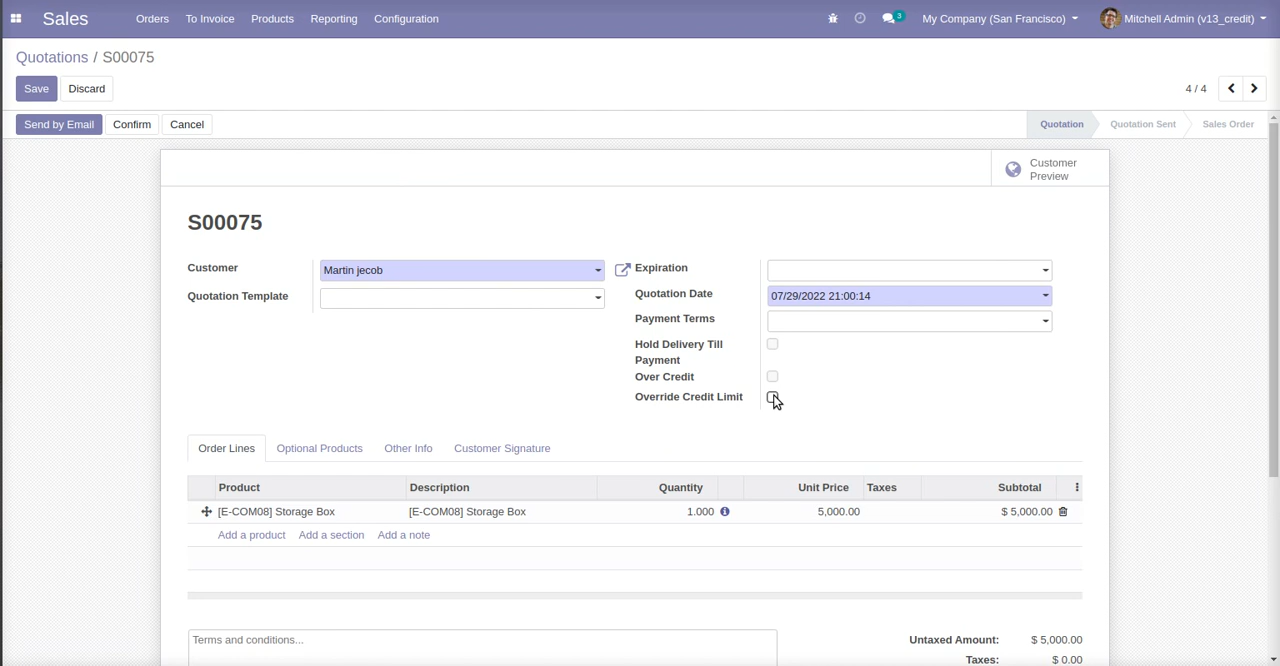 Sales Orders To Invoice Products Reporting Configuration 3 My Company (San Francisco) Mitchell Admin (v13_credit)
Quotations / S00075
Save Discard 4 / 4
Send by Email Confirm Cancel Quotation Quotation Sent Sales Order
Customer
Preview
S00075
Customer Martin jecob Expiration
Quotation Template Quotation Date 07/29/2022 21:00:14
Payment Terms
Hold Delivery Till
Payment
Over Credit
Override Credit Limit
Order Lines Optional Products Other Info Customer Signature
Product Description Quantity Unit Price Taxes Subtotal
[E-COM08] Storage Box [E-COM08] Storage Box 1.000 5,000.00 $ 5,000.00
Add a product Add a section Add a note
Terms and conditions... Untaxed Amount: $ 5,000.00
Taxes: $ 0.00